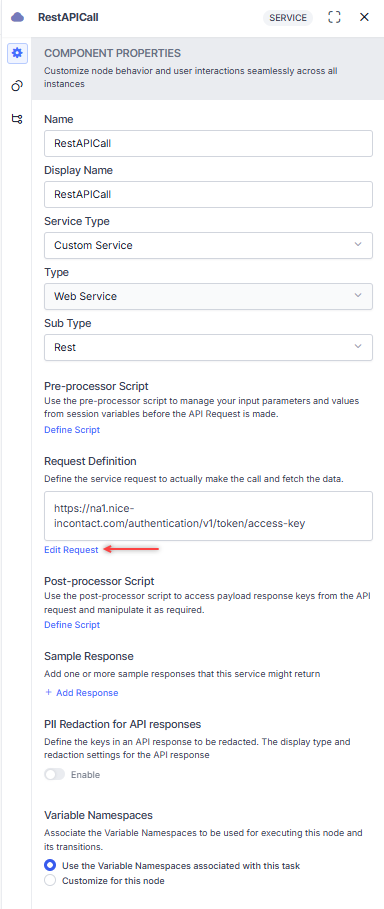 RestAPICall
SERVICE
COMPONENT PROPERTIES
Customize node behavior and user interactions seamlessly across all
instances
Name
RestAPICall
Display Name
RestAPICall
Service Type
Custom Service
Type
Web Service
Sub Type
Rest
Pre-processor Script
Use the pre-processor script to manage your input parameters and values
from session variables before the API Request is made.
Define Script
Request Definition
Define the service request to actually make the call and fetch the data.
https://na1.nice-
incontact.com/authentication/v1/token/access-key
Edit Request
Post-processor Script
Use the post-processor script to access payload response keys from the API
request and manipulate it as required.
Define Script
Sample Response
Add one or more sample responses that this service might return
+ Add Response
PII Redaction for API responses
Define the keys in an API response to be redacted. The display type and
redaction settings for the API response
Enable
Variable Namespaces
Associate the Variable Namespaces to be used for executing this node and
its transitions.
Use the Variable Namespaces associated with this task
Customize for this node